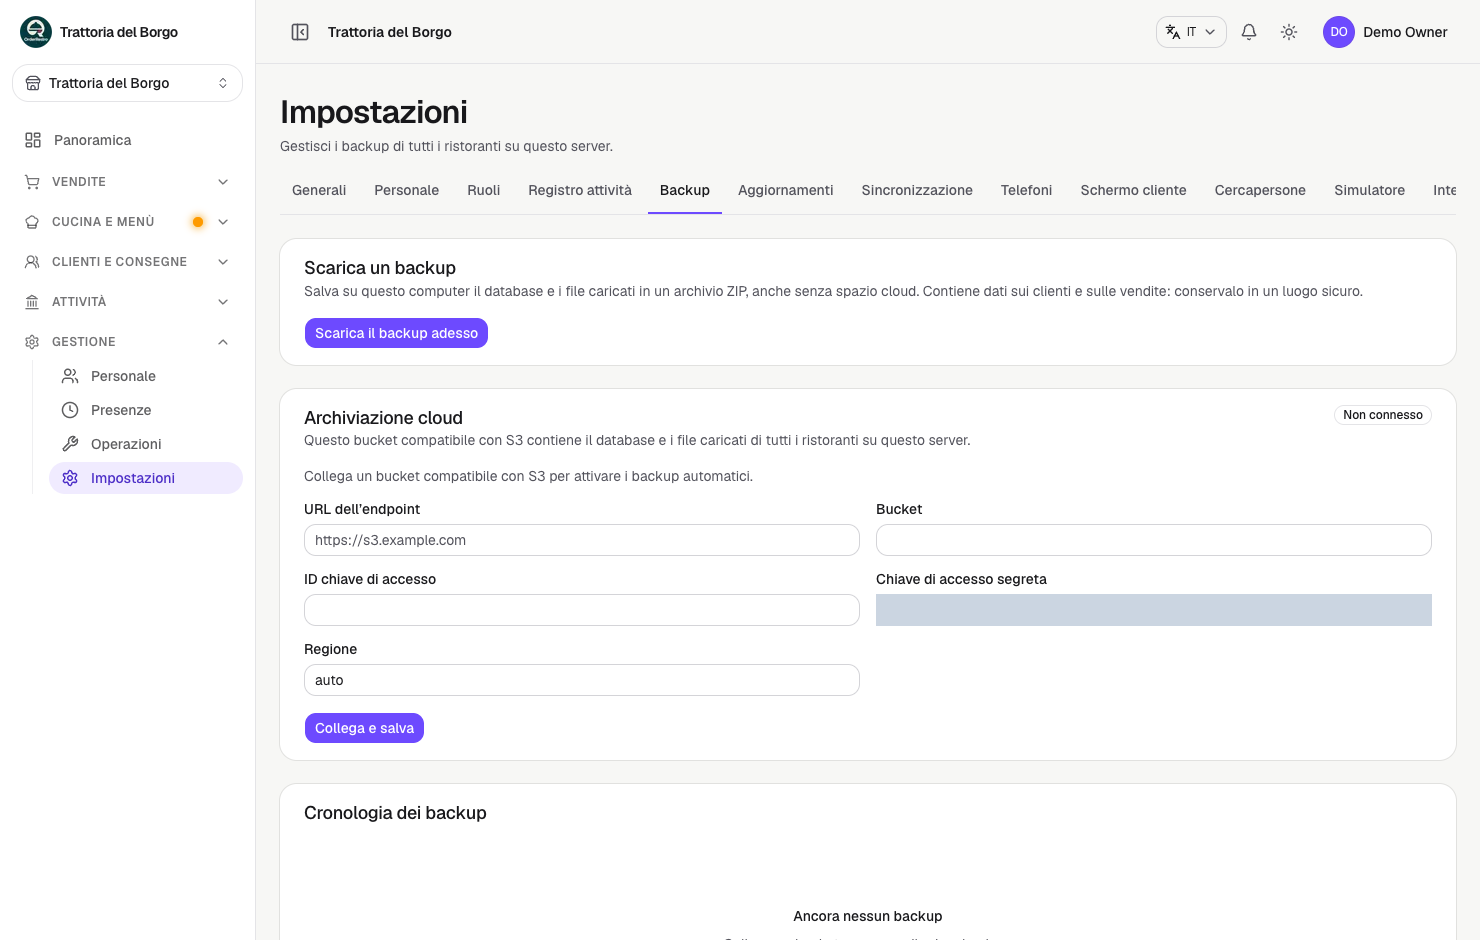 Trattoria del Borgo
Trattoria del Borgo
Panoramica
VENDITE
CUCINA E MENÙ
CLIENTI E CONSEGNE
ATTIVITÀ
GESTIONE
Personale
Presenze
Operazioni
Impostazioni
Trattoria del Borgo
IT
DO
Demo Owner
Impostazioni
Gestisci i backup di tutti i ristoranti su questo server.
Generali
Personale
Ruoli
Registro attività
Backup
Aggiornamenti
Sincronizzazione
Telefoni
Schermo cliente
Cercapersone
Simulatore
Inte
Scarica un backup
Salva su questo computer il database e i file caricati in un archivio ZIP, anche senza spazio cloud. Contiene dati sui clienti e sulle vendite: conservalo in un luogo sicuro.
Scarica il backup adesso
Archiviazione cloud
Non connesso
Questo bucket compatibile con S3 contiene il database e i file caricati di tutti i ristoranti su questo server.
Collega un bucket compatibile con S3 per attivare i backup automatici.
URL dell'endpoint
Bucket
https://s3.example.com
ID chiave di accesso
Chiave di accesso segreta
Regione
auto
Collega e salva
Cronologia dei backup
Ancora nessun backup